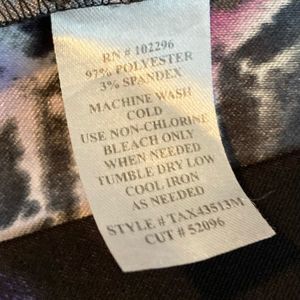 RN # 102296
97% POLYESTER
3% SPANDEX
MACHINE WASH
COLD
USE NON-CHLORINE
BLEACH ONLY
WHEN NEEDED
TUMBLE DRY LOW
COOL IRON
AS NEEDED
STYLE # TAX43513M
CUT # 52096